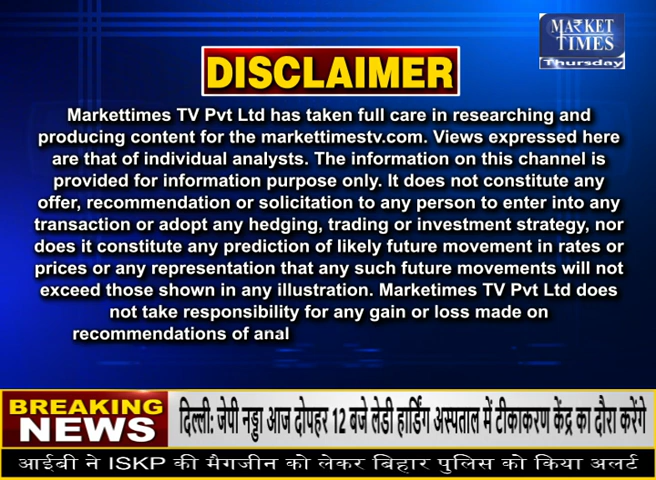 MARKET
TIMES
Thursday
DISCLAIMER
Markettimes TV Pvt Ltd has taken full care in researching and
producing content for the markettimestv.com. Views expressed here
are that of individual analysts. The information on this channel is
provided for information purpose only. It does not constitute any
offer, recommendation or solicitation to any person to enter into any
transaction or adopt any hedging, trading or investment strategy, nor
does it constitute any prediction of likely future movement in rates or
prices or any representation that any such future movements will not
exceed those shown in any illustration. Marketimes TV Pvt Ltd does
not take responsibility for any gain or loss made on
recommendations of anal
BREAKING
NEWS
दिल्ली: जेपी नड्डा आज दोपहर 12 बजे लेडी हार्डिंग अस्पताल में टीकाकरण केंद्र का दौरा करेंगे
आईबी ने ISKP की मैगजीन को लेकर बिहार पुलिस को किया अलर्ट